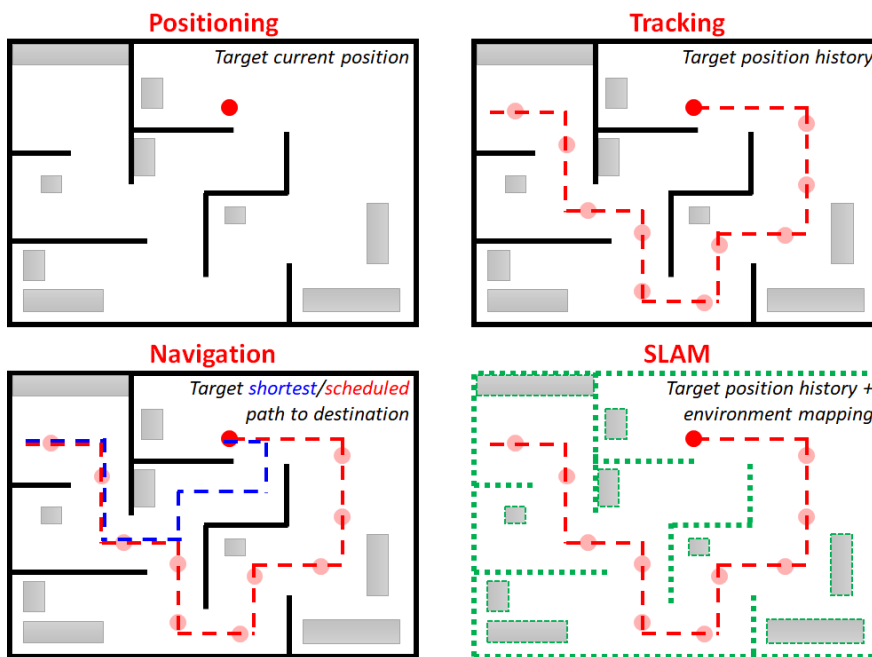 Positioning
Target current position
Tracking
Target position history
Navigation
Target shortest/scheduled
path to destination
SLAM
Target position history +
environment mapping